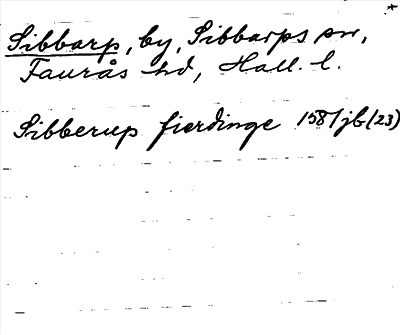 Sibbarp, by, Sibbarps sn,
Faurås hd, Hall. l.
Sibberup fierdinge 1581 jb (23)